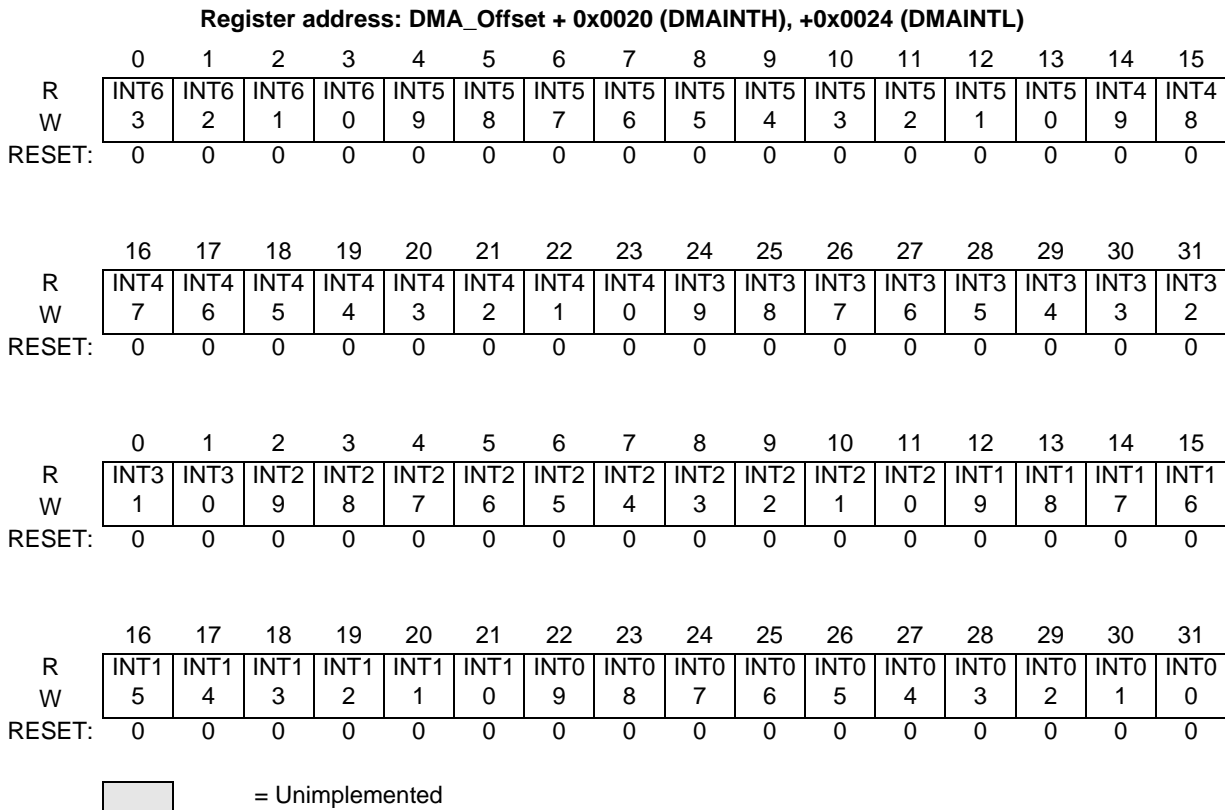 Register address: DMA_Offset + 0x0020 (DMAINTH), +0x0024 (DMAINTL)
0 1 2 3 4 5 6 7 8 9 10 11 12 13 14 15
R INT6 INT6 INT6 INT6 INT5 INT5 INT5 INT5 INT5 INT5 INT5 INT5 INT5 INT5 INT4 INT4
W 3 2 1 0 9 8 7 6 5 4 3 2 1 0 9 8
RESET: 0 0 0 0 0 0 0 0 0 0 0 0 0 0 0 0
16 17 18 19 20 21 22 23 24 25 26 27 28 29 30 31
R INT4 INT4 INT4 INT4 INT4 INT4 INT4 INT4 INT3 INT3 INT3 INT3 INT3 INT3 INT3 INT3
W 7 6 5 4 3 2 1 0 9 8 7 6 5 4 3 2
RESET: 0 0 0 0 0 0 0 0 0 0 0 0 0 0 0 0
0 1 2 3 4 5 6 7 8 9 10 11 12 13 14 15
R INT3 INT3 INT2 INT2 INT2 INT2 INT2 INT2 INT2 INT2 INT2 INT2 INT1 INT1 INT1 INT1
W 1 0 9 8 7 6 5 4 3 2 1 0 9 8 7 6
RESET: 0 0 0 0 0 0 0 0 0 0 0 0 0 0 0 0
16 17 18 19 20 21 22 23 24 25 26 27 28 29 30 31
R INT1 INT1 INT1 INT1 INT1 INT1 INT0 INT0 INT0 INT0 INT0 INT0 INT0 INT0 INT0 INT0
W 5 4 3 2 1 0 9 8 7 6 5 4 3 2 1 0
RESET: 0 0 0 0 0 0 0 0 0 0 0 0 0 0 0 0
= Unimplemented